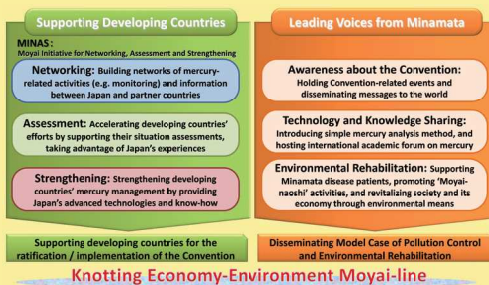 Supporting Developing Countries
MINAS:
Moyai Initiative for Networking, Assessment and Strengthening
Networking: Building networks of mercury-
related activities (e.g. monitoring) and information
between Japan and partner countries
Assessment: Accelerating developing countries'
efforts by supporting their situation assessments,
taking advantage of Japan's experiences
Strengthening: Strengthening developing
countries' mercury management by providing
Japan's advanced technologies and know-how
Supporting developing countries for the
ratification / implementation of the Convention
Leading Voices from Minamata
Awareness about the Convention:
Holding Convention-related events and
disseminating messages to the world
Technology and Knowledge Sharing:
Introducing simple mercury analysis method, and
hosting international academic forum on mercury
Environmental Rehabilitation: Supporting
Minamata disease patients, promoting 'Moyai-
naoshi' activities, and revitalizing society and its
economy through environmental means
Disseminating Model Case of Pollution Control
and Environmental Rehabilitation
Knotting Economy-Environment Moyai-line